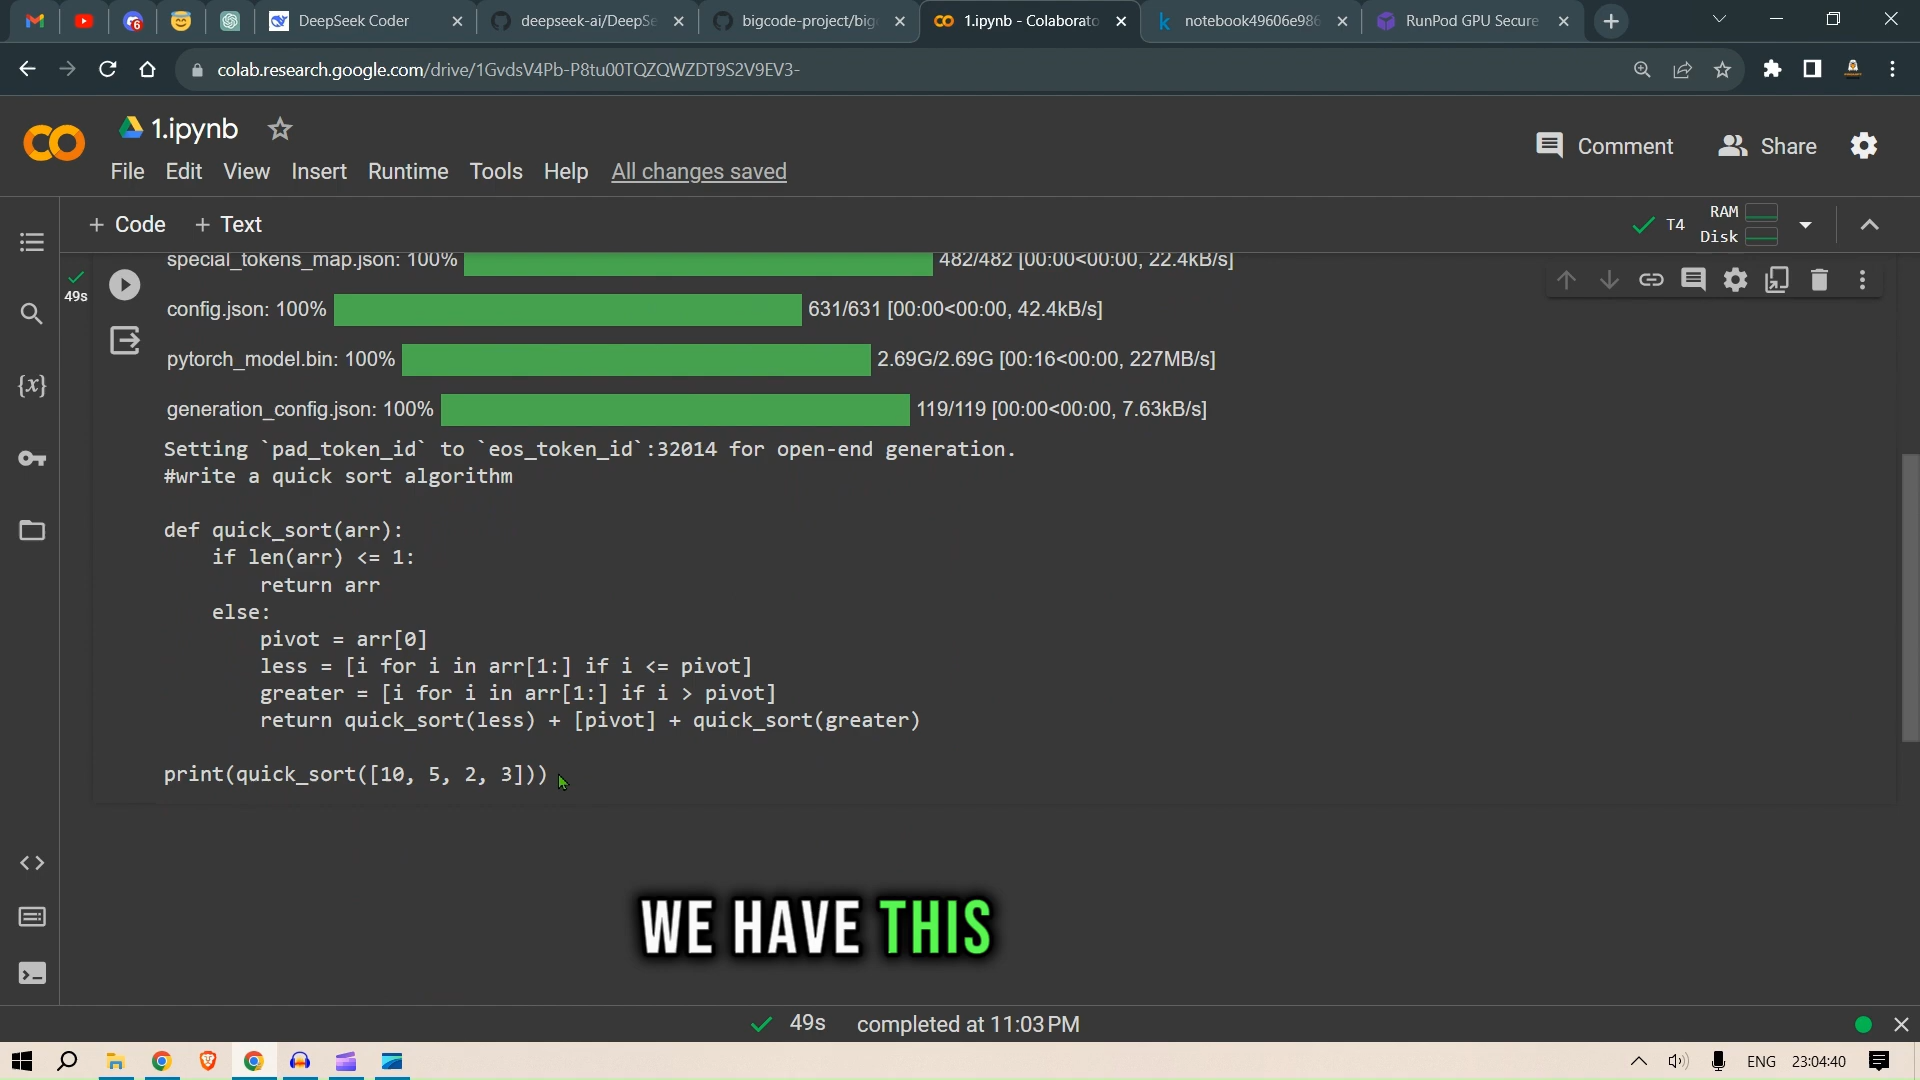 DeepSeek Coder
deepseek-ai/DeepSe
bigcode-project/big
1.ipynb - Colaborato
notebook49606e986
RunPod GPU Secure
colab.research.google.com/drive/1GvdsV4Pb-P8tu00TQZQWZDT9S2V9EV3-
1.ipynb
File Edit View Insert Runtime Tools Help All changes saved
Comment Share
+ Code + Text
T4 RAM
Disk
special_tokens_map.json: 100% 482/482 [00:00<00:00, 22.4kB/s]
49s
config.json: 100% 631/631 [00:00<00:00, 42.4kB/s]
pytorch_model.bin: 100% 2.69G/2.69G [00:16<00:00, 227MB/s]
generation_config.json: 100% 119/119 [00:00<00:00, 7.63kB/s]
Setting `pad_token_id` to `eos_token_id`:32014 for open-end generation.
#write a quick sort algorithm
def quick_sort(arr):
    if len(arr) <= 1:
        return arr
    else:
        pivot = arr[0]
        less = [i for i in arr[1:] if i <= pivot]
        greater = [i for i in arr[1:] if i > pivot]
        return quick_sort(less) + [pivot] + quick_sort(greater)
print(quick_sort([10, 5, 2, 3]))
WE HAVE THIS
49s completed at 11:03 PM
ENG 23:04:40